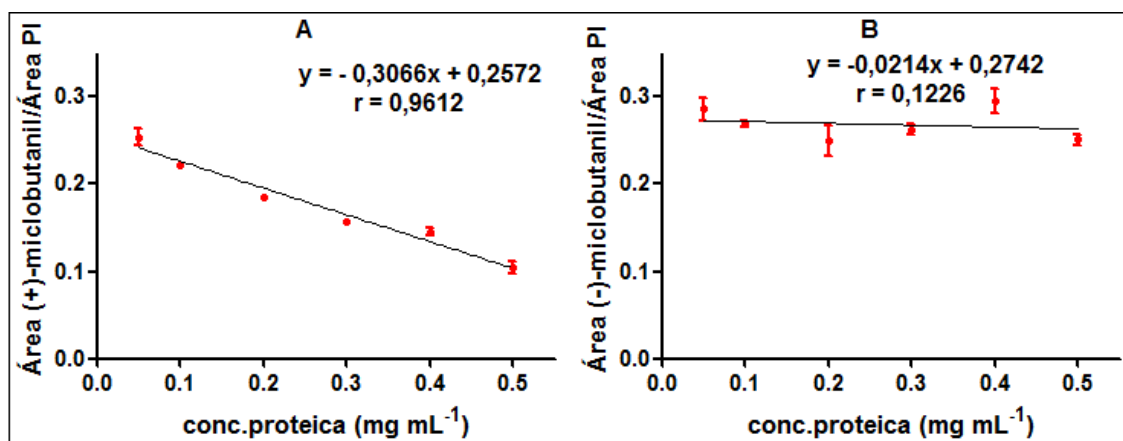 A
y = - 0,3066x + 0,2572
r = 0,9612
0.3
0.2
0.1
0.0
0.0 0.1 0.2 0.3 0.4 0.5
conc.proteica (mg mL⁻¹)
Área (+)-miclobutanil/Área PI
B
y = -0,0214x + 0,2742
r = 0,1226
0.3
0.2
0.1
0.0
0.0 0.1 0.2 0.3 0.4 0.5
conc.proteica (mg mL⁻¹)
Área (-)-miclobutanil/Área PI